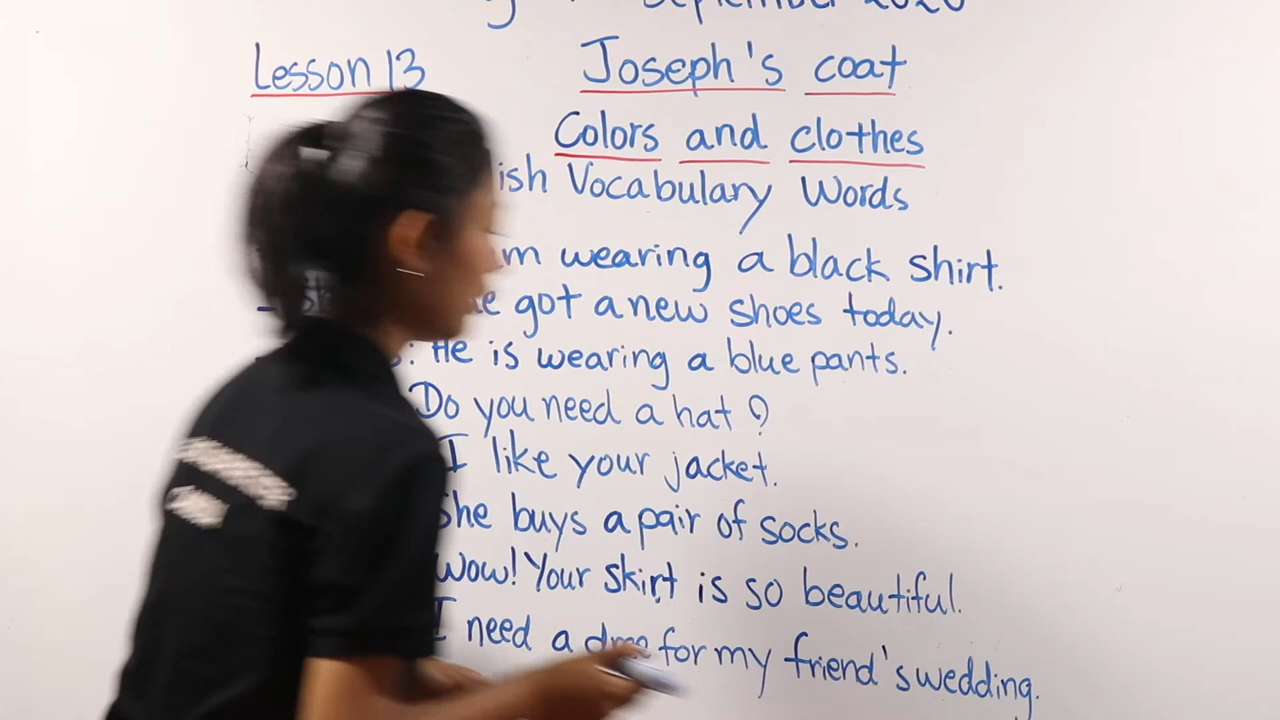 September 2020
Lesson 13 Joseph's coat
Colors and clothes
Vocabulary Words
wearing a black shirt.
got a new shoes today.
He is wearing a blue pants.
Do you need a hat?
I like your jacket.
She buys a pair of socks.
Wow! Your skirt is so beautiful.
I need a for my friend's wedding.